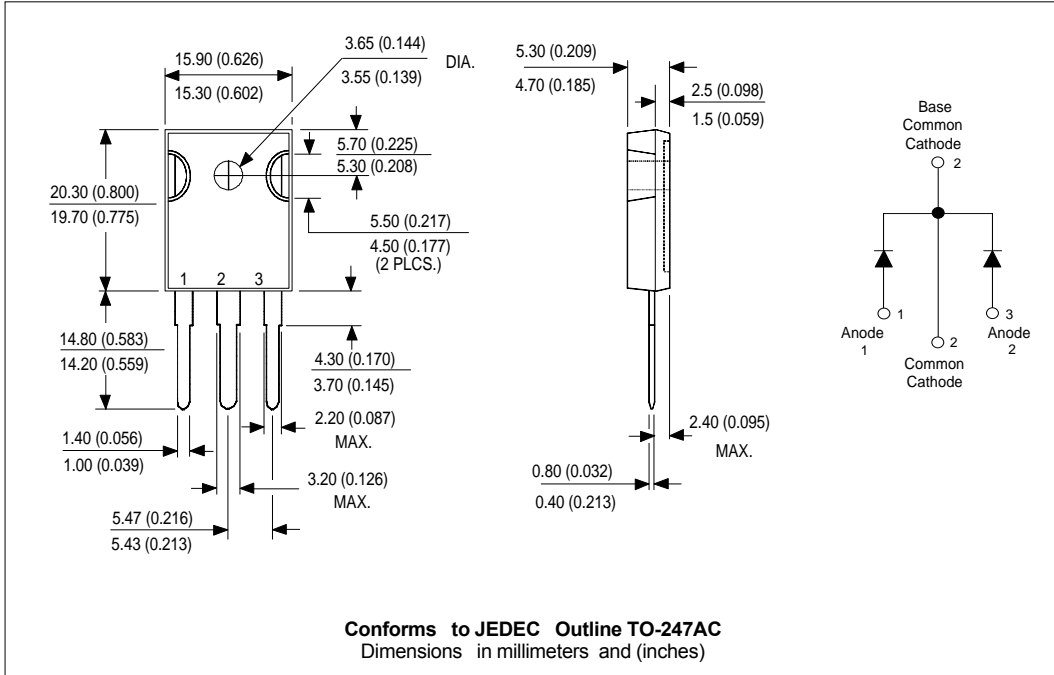 15.90 (0.626)
15.30 (0.602)
3.65 (0.144)
3.55 (0.139)
DIA.
5.70 (0.225)
5.30 (0.208)
20.30 (0.800)
19.70 (0.775)
5.50 (0.217)
4.50 (0.177)
(2 PLCS.)
1 2 3
14.80 (0.583)
14.20 (0.559)
4.30 (0.170)
3.70 (0.145)
2.20 (0.087)
MAX.
1.40 (0.056)
1.00 (0.039)
3.20 (0.126)
MAX.
5.47 (0.216)
5.43 (0.213)
5.30 (0.209)
4.70 (0.185)
2.5 (0.098)
1.5 (0.059)
2.40 (0.095)
MAX.
0.80 (0.032)
0.40 (0.213)
Base
Common
Cathode
2
1
Anode
1
2
Common
Cathode
3
Anode
2
Conforms to JEDEC Outline TO-247AC
Dimensions in millimeters and (inches)